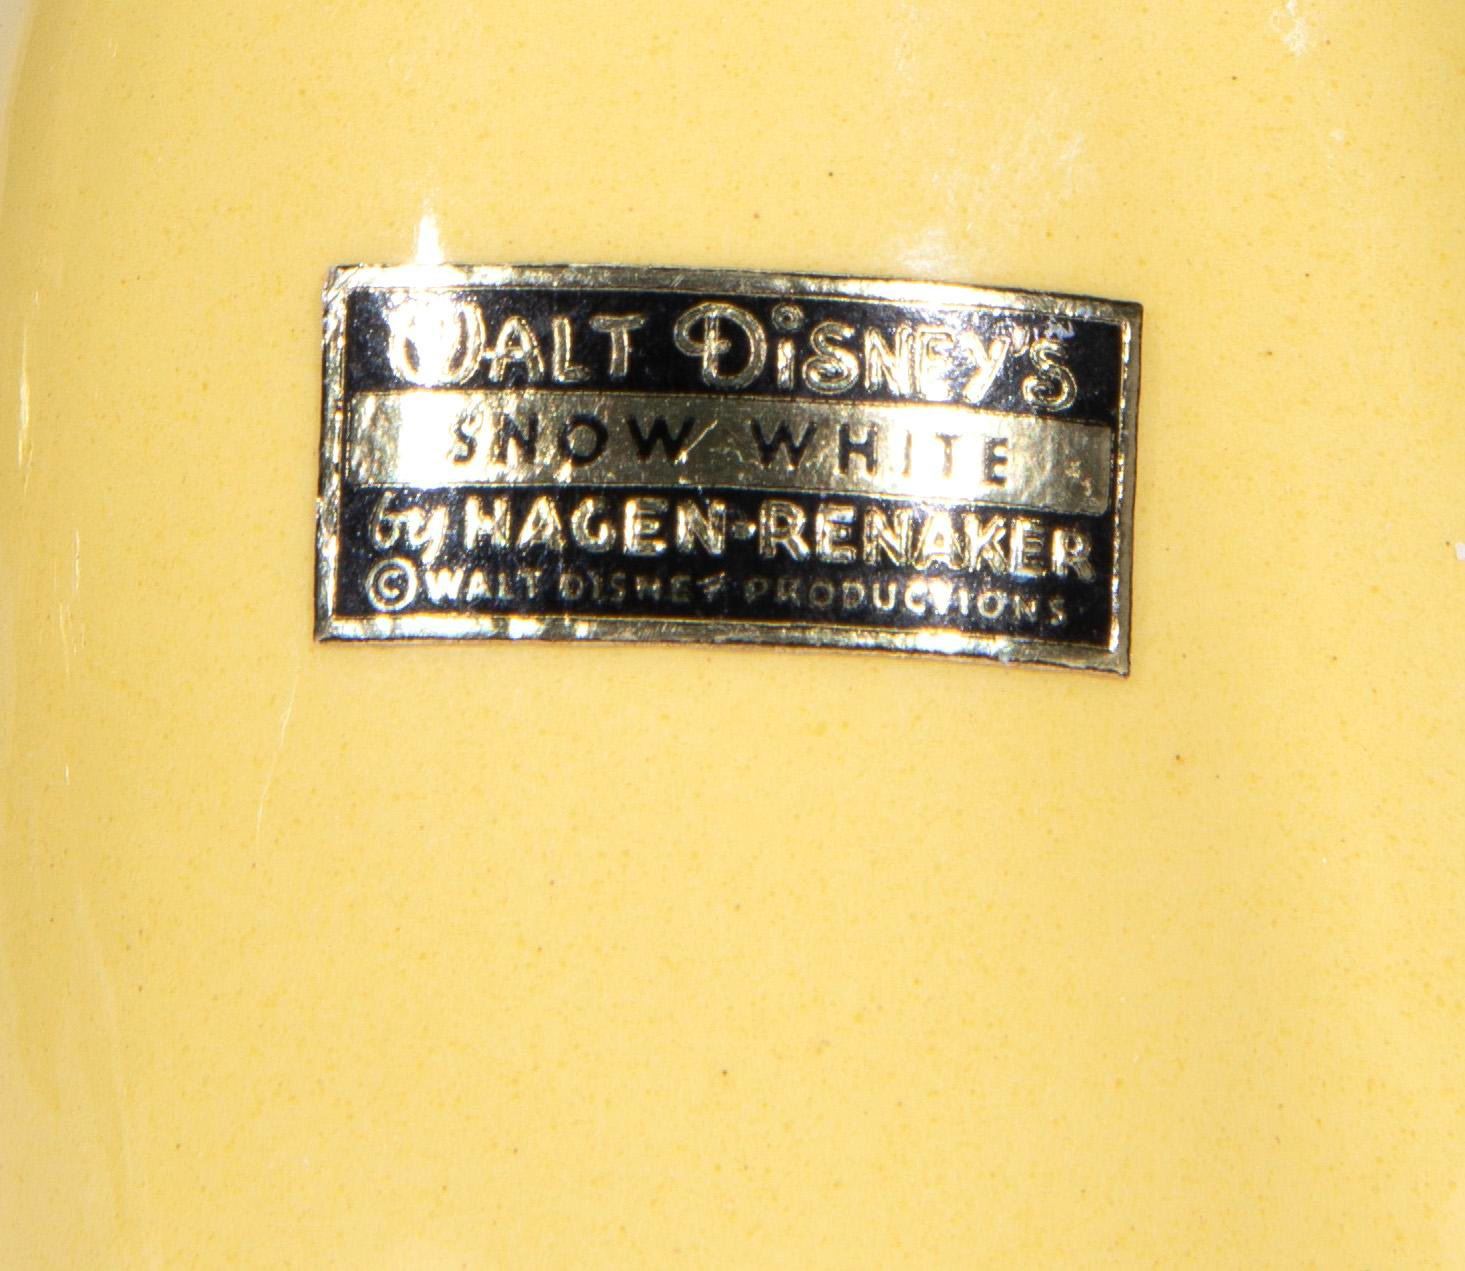 WALT DiSNEY'S
SNOW WHITE
by HAGEN-RENAKER
© WALT DISNEY PRODUCTIONS